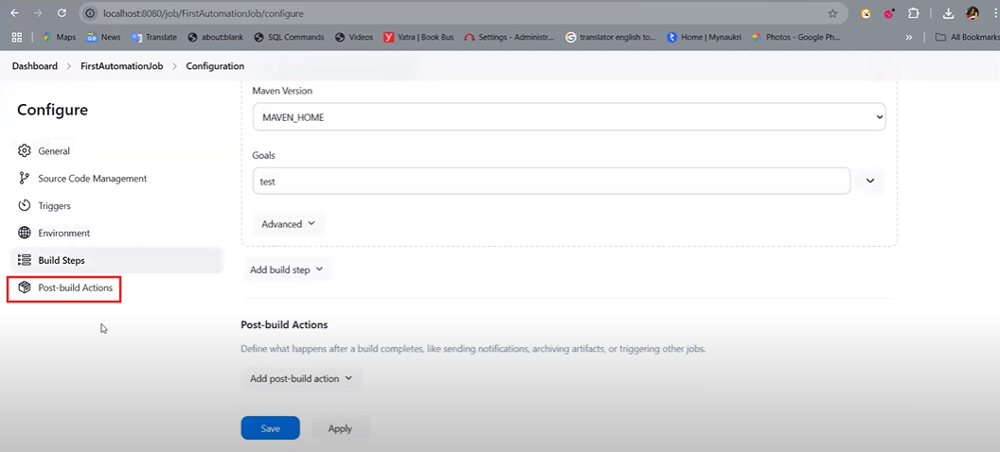 localhost:8080/job/FirstAutomationJob/configure
Maps News Translate about:blank SQL Commands Videos Yatra | Book Bus Settings - Administr... translator english to... Home | Mynaukri Photos - Google Ph... » All Bookmarks
Dashboard > FirstAutomationJob > Configuration
Configure
General
Source Code Management
Triggers
Environment
Build Steps
Post-build Actions
Maven Version
MAVEN_HOME
Goals
test
Advanced
Add build step
Post-build Actions
Define what happens after a build completes, like sending notifications, archiving artifacts, or triggering other jobs.
Add post-build action
Save Apply